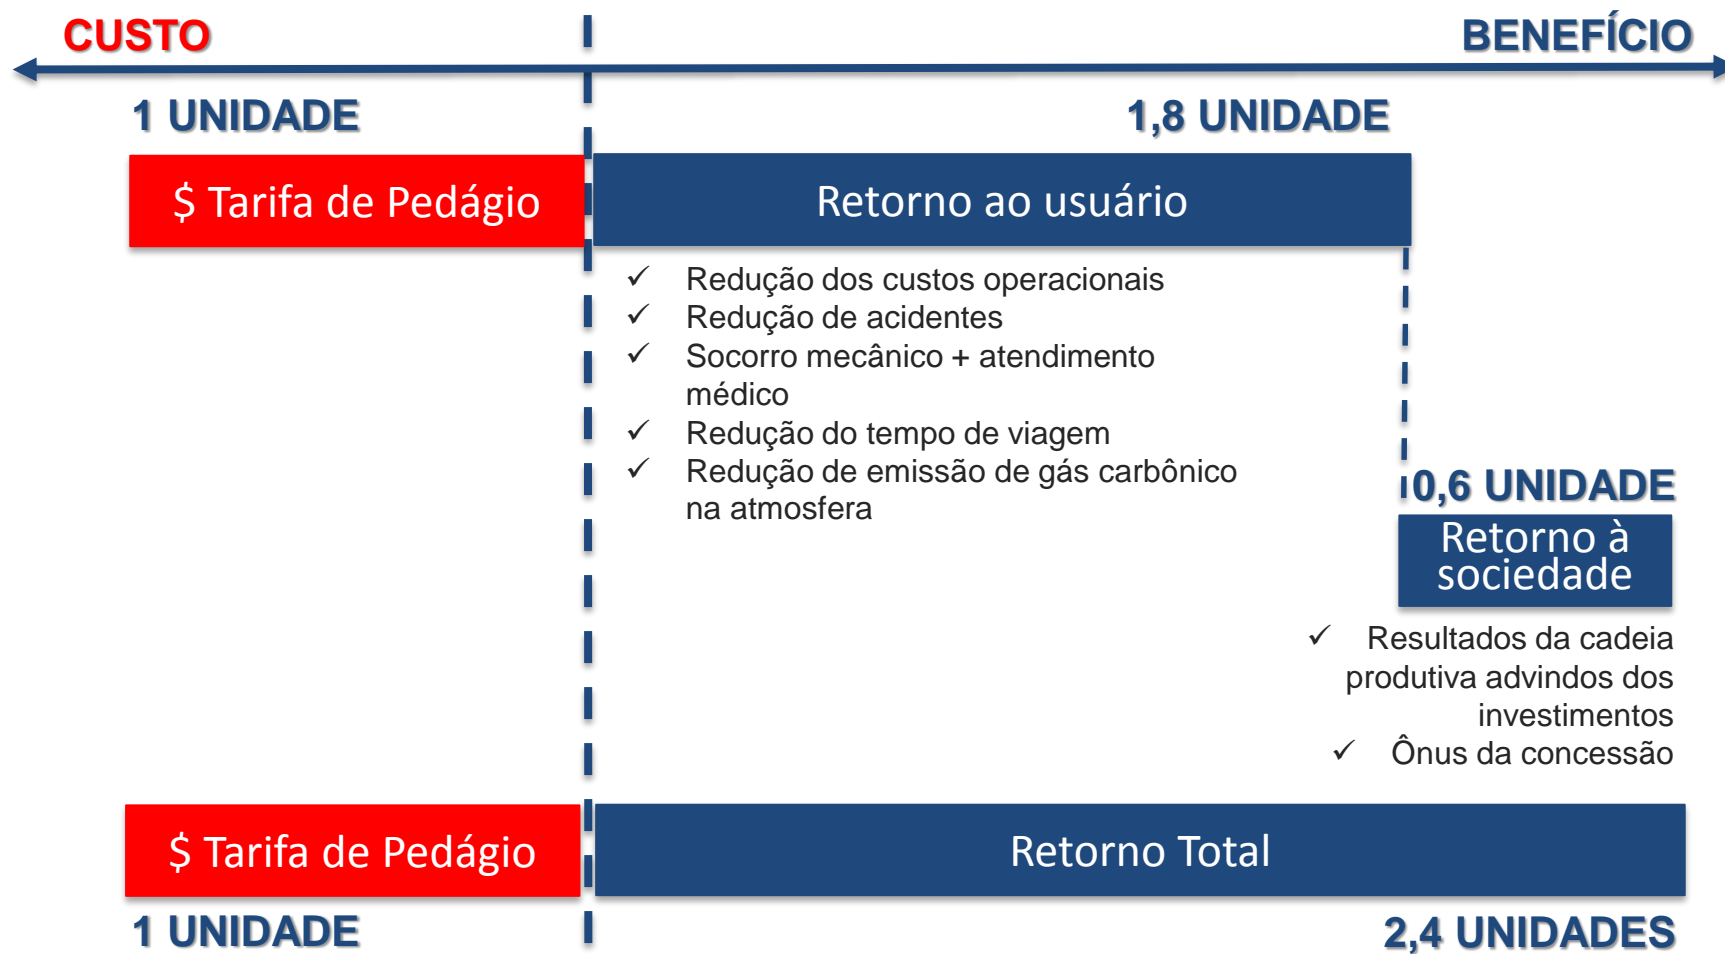 CUSTO
BENEFÍCIO
1 UNIDADE
1,8 UNIDADE
$ Tarifa de Pedágio
Retorno ao usuário
✓ Redução dos custos operacionais
✓ Redução de acidentes
✓ Socorro mecânico + atendimento
médico
✓ Redução do tempo de viagem
✓ Redução de emissão de gás carbônico
na atmosfera
0,6 UNIDADE
Retorno à
sociedade
✓ Resultados da cadeia
produtiva advindos dos
investimentos
✓ Ônus da concessão
$ Tarifa de Pedágio
Retorno Total
1 UNIDADE
2,4 UNIDADES